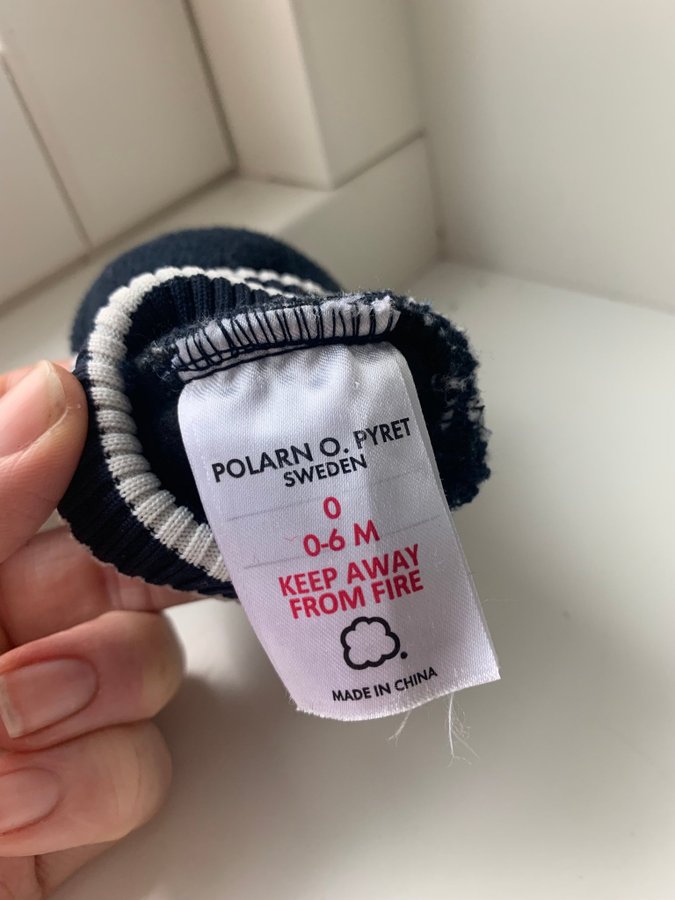 POLARN O. PYRET
SWEDEN
0
0-6 M
KEEP AWAY
FROM FIRE
MADE IN CHINA